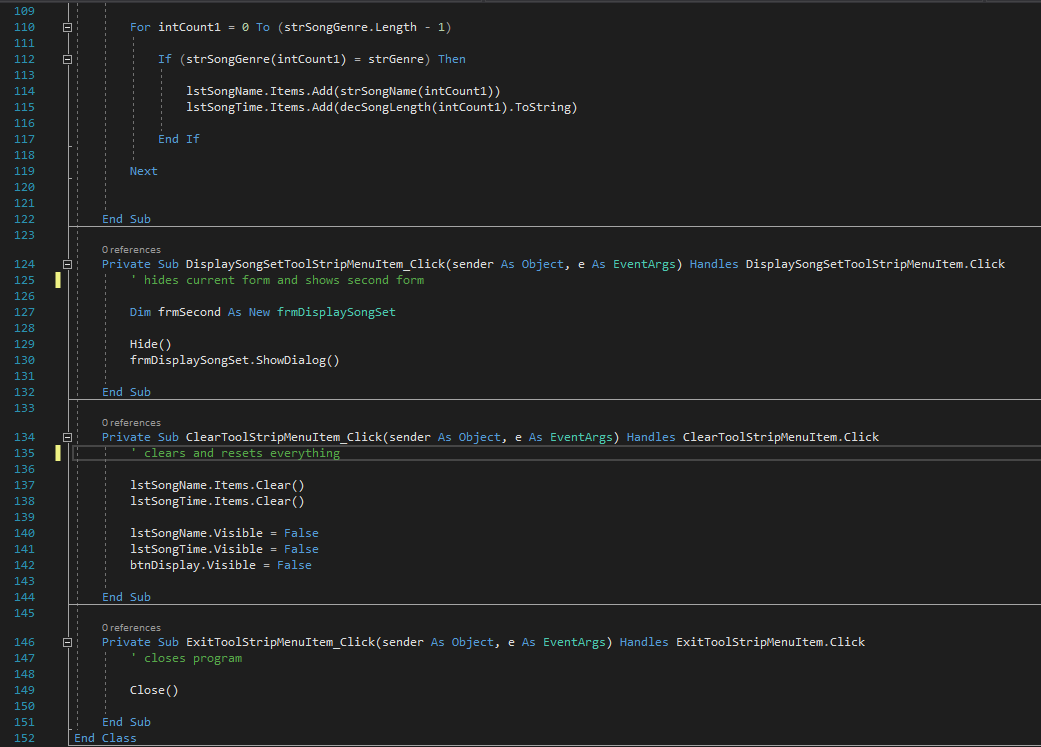 109
110 For intCount1 = 0 To (strSongGenre.Length - 1)
111
112 If (strSongGenre(intCount1) = strGenre) Then
113
114 lstSongName.Items.Add(strSongName(intCount1))
115 lstSongTime.Items.Add(decSongLength(intCount1).ToString)
116
117 End If
118
119 Next
120
121
122 End Sub
123
0 references
124 Private Sub DisplaySongSetToolStripMenuItem_Click(sender As Object, e As EventArgs) Handles DisplaySongSetToolStripMenuItem.Click
125 ' hides current form and shows second form
126
127 Dim frmSecond As New frmDisplaySongSet
128
129 Hide()
130 frmDisplaySongSet.ShowDialog()
131
132 End Sub
133
0 references
134 Private Sub ClearToolStripMenuItem_Click(sender As Object, e As EventArgs) Handles ClearToolStripMenuItem.Click
135 ' clears and resets everything
136
137 lstSongName.Items.Clear()
138 lstSongTime.Items.Clear()
139
140 lstSongName.Visible = False
141 lstSongTime.Visible = False
142 btnDisplay.Visible = False
143
144 End Sub
145
0 references
146 Private Sub ExitToolStripMenuItem_Click(sender As Object, e As EventArgs) Handles ExitToolStripMenuItem.Click
147 ' closes program
148
149 Close()
150
151 End Sub
152 End Class